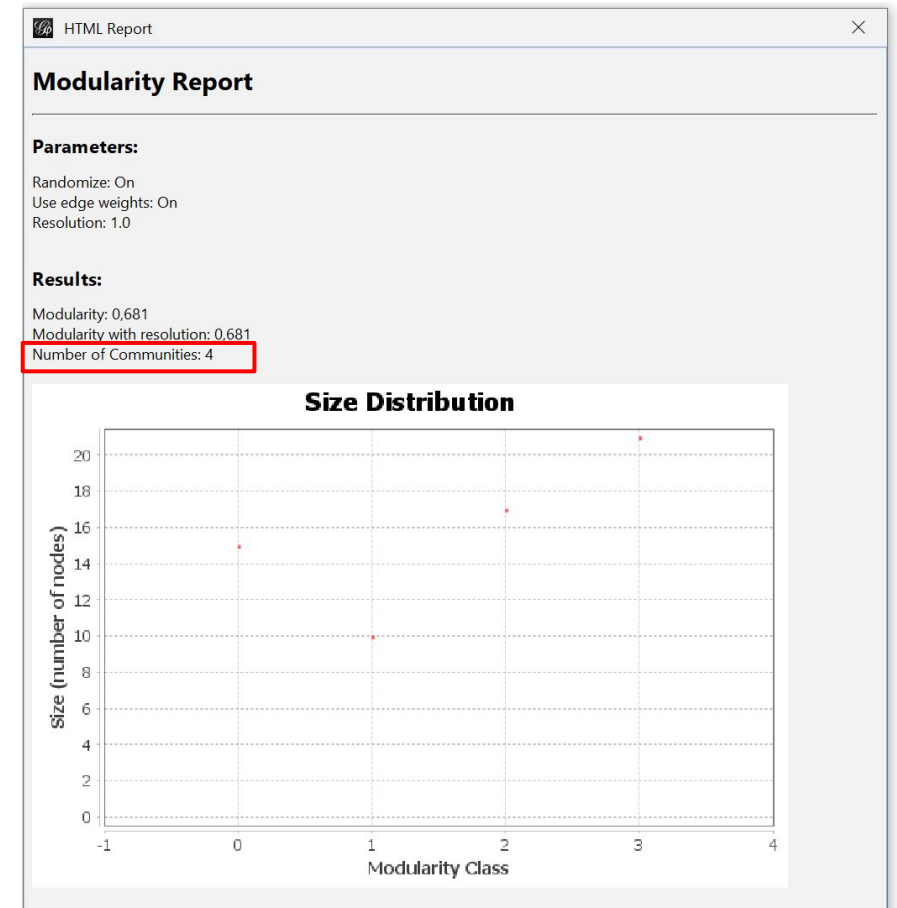 HTML Report
Modularity Report
Parameters:
Randomize: On
Use edge weights: On
Resolution: 1.0
Results:
Modularity: 0,681
Modularity with resolution: 0,681
Number of Communities: 4
Size Distribution
Size (number of nodes)
20
18
16
14
12
10
8
6
4
2
0
-1 0 1 2 3 4
Modularity Class